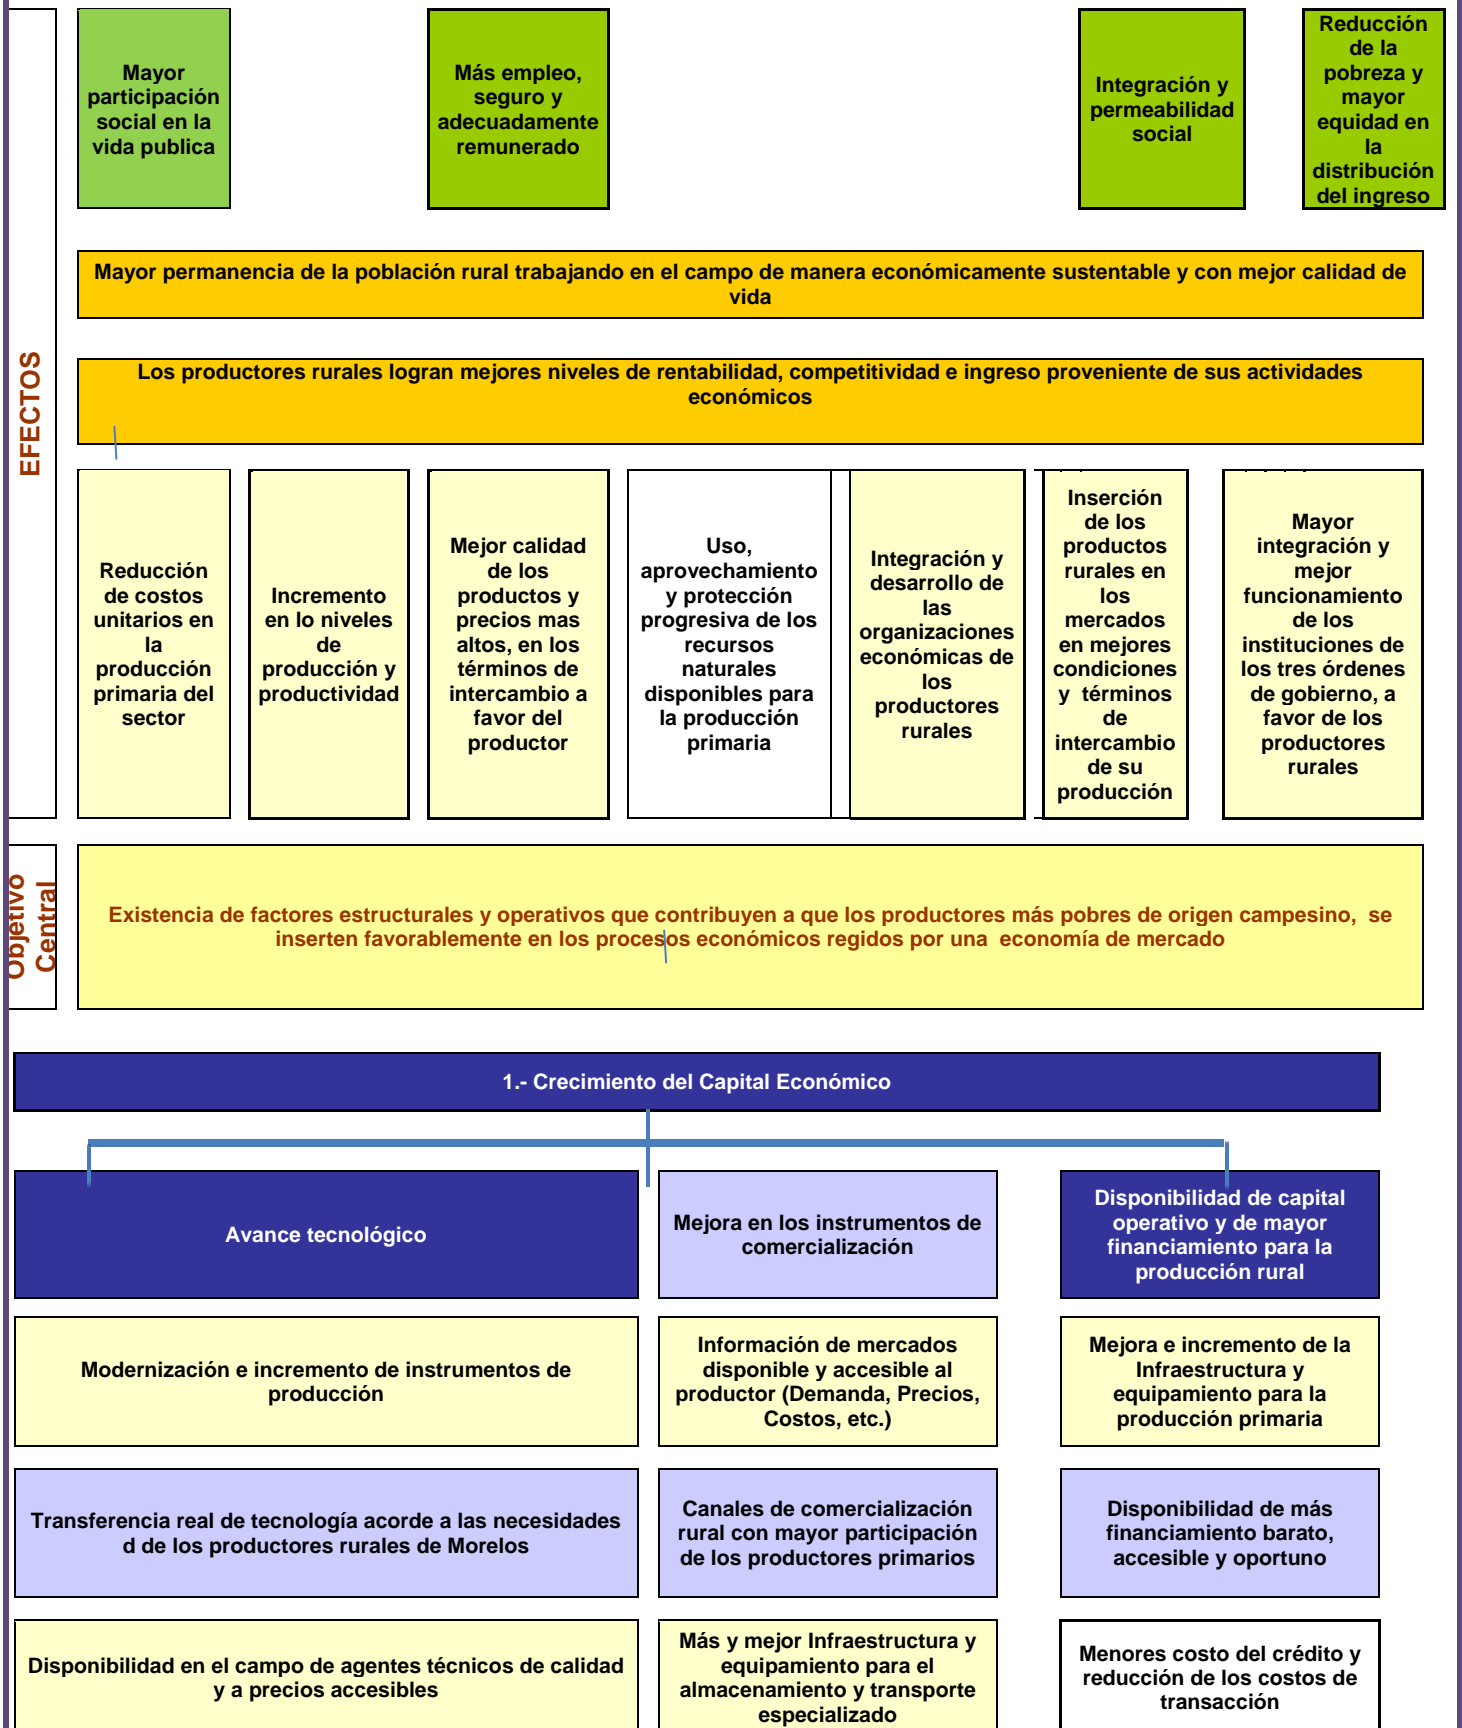 Mayor
participación
social en la
vida publica
Más empleo,
seguro y
adecuadamente
remunerado
Integración y
permeabilidad
social
Reducción
de la
pobreza y
mayor
equidad en
la
distribución
del ingreso
Mayor permanencia de la población rural trabajando en el campo de manera económicamente sustentable y con mejor calidad de
vida
EFECTOS
Los productores rurales logran mejores niveles de rentabilidad, competitividad e ingreso proveniente de sus actividades
económicos
Reducción
de costos
unitarios en
la
producción
primaria del
sector
Incremento
en lo niveles
de
producción y
productividad
Mejor calidad
de los
productos y
precios mas
altos, en los
términos de
intercambio a
favor del
productor
Uso,
aprovechamiento
y protección
progresiva de los
recursos
naturales
disponibles para
la producción
primaria
Integración y
desarrollo de
las
organizaciones
económicas de
los
productores
rurales
Inserción
de los
productos
rurales en
los
mercados
en mejores
condiciones
y términos
de
intercambio
de su
producción
Mayor
integración y
mejor
funcionamiento
de los
instituciones de
los tres órdenes
de gobierno, a
favor de los
productores
rurales
Objetivo
Central
Existencia de factores estructurales y operativos que contribuyen a que los productores más pobres de origen campesino, se
inserten favorablemente en los procesos económicos regidos por una economía de mercado
1.- Crecimiento del Capital Económico
Avance tecnológico
Mejora en los instrumentos de
comercialización
Disponibilidad de capital
operativo y de mayor
financiamiento para la
producción rural
Modernización e incremento de instrumentos de
producción
Información de mercados
disponible y accesible al
productor (Demanda, Precios,
Costos, etc.)
Mejora e incremento de la
Infraestructura y
equipamiento para la
producción primaria
Transferencia real de tecnología acorde a las necesidades
d de los productores rurales de Morelos
Canales de comercialización
rural con mayor participación
de los productores primarios
Disponibilidad de más
financiamiento barato,
accesible y oportuno
Disponibilidad en el campo de agentes técnicos de calidad
y a precios accesibles
Más y mejor Infraestructura y
equipamiento para el
almacenamiento y transporte
especializado
Menores costo del crédito y
reducción de los costos de
transacción